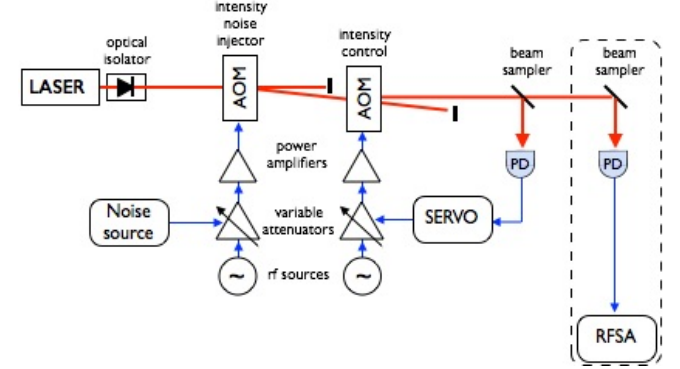 intensity
noise
injector
optical
isolator
intensity
control
beam
sampler
beam
sampler
LASER
AOM
AOM
power
amplifiers
PD
PD
Noise
source
variable
attenuators
SERVO
~
rf sources
~
RFSA